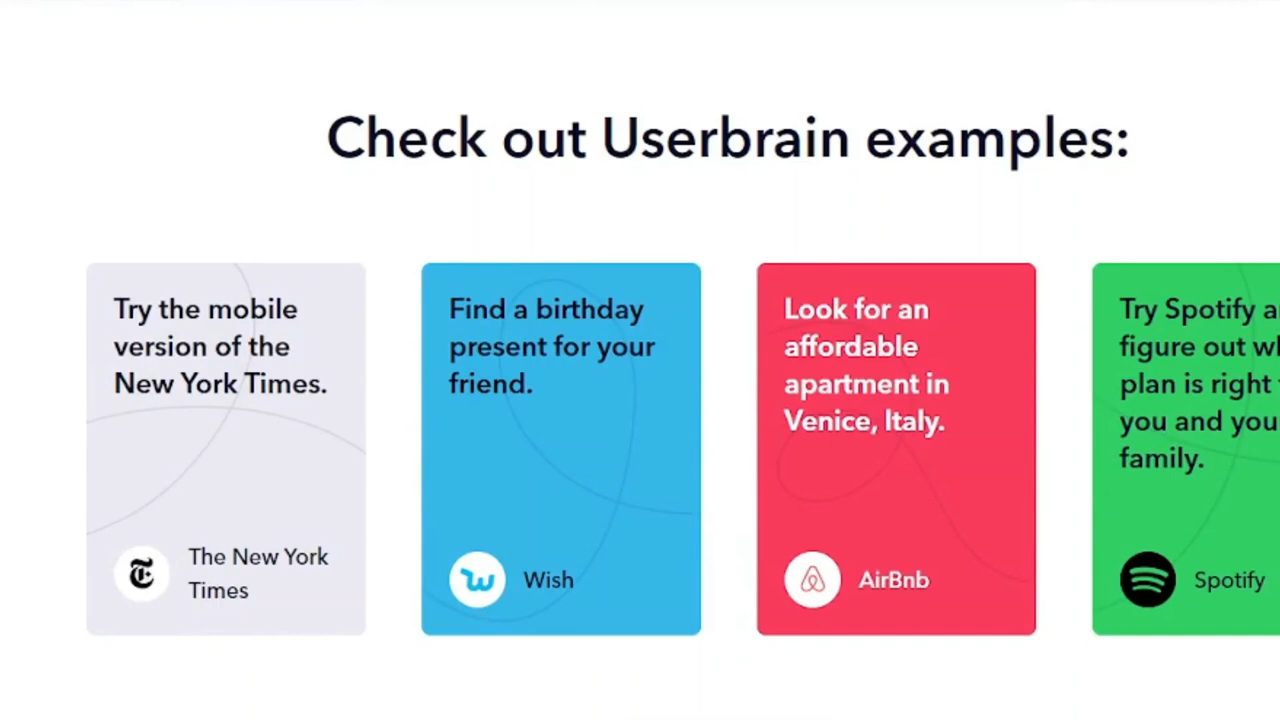 Check out Userbrain examples:
Try the mobile
version of the
New York Times.
The New York
Times
Find a birthday
present for your
friend.
Wish
Look for an
affordable
apartment in
Venice, Italy.
AirBnb
Try Spotify
figure out
plan is right
you and
family.
Spotify